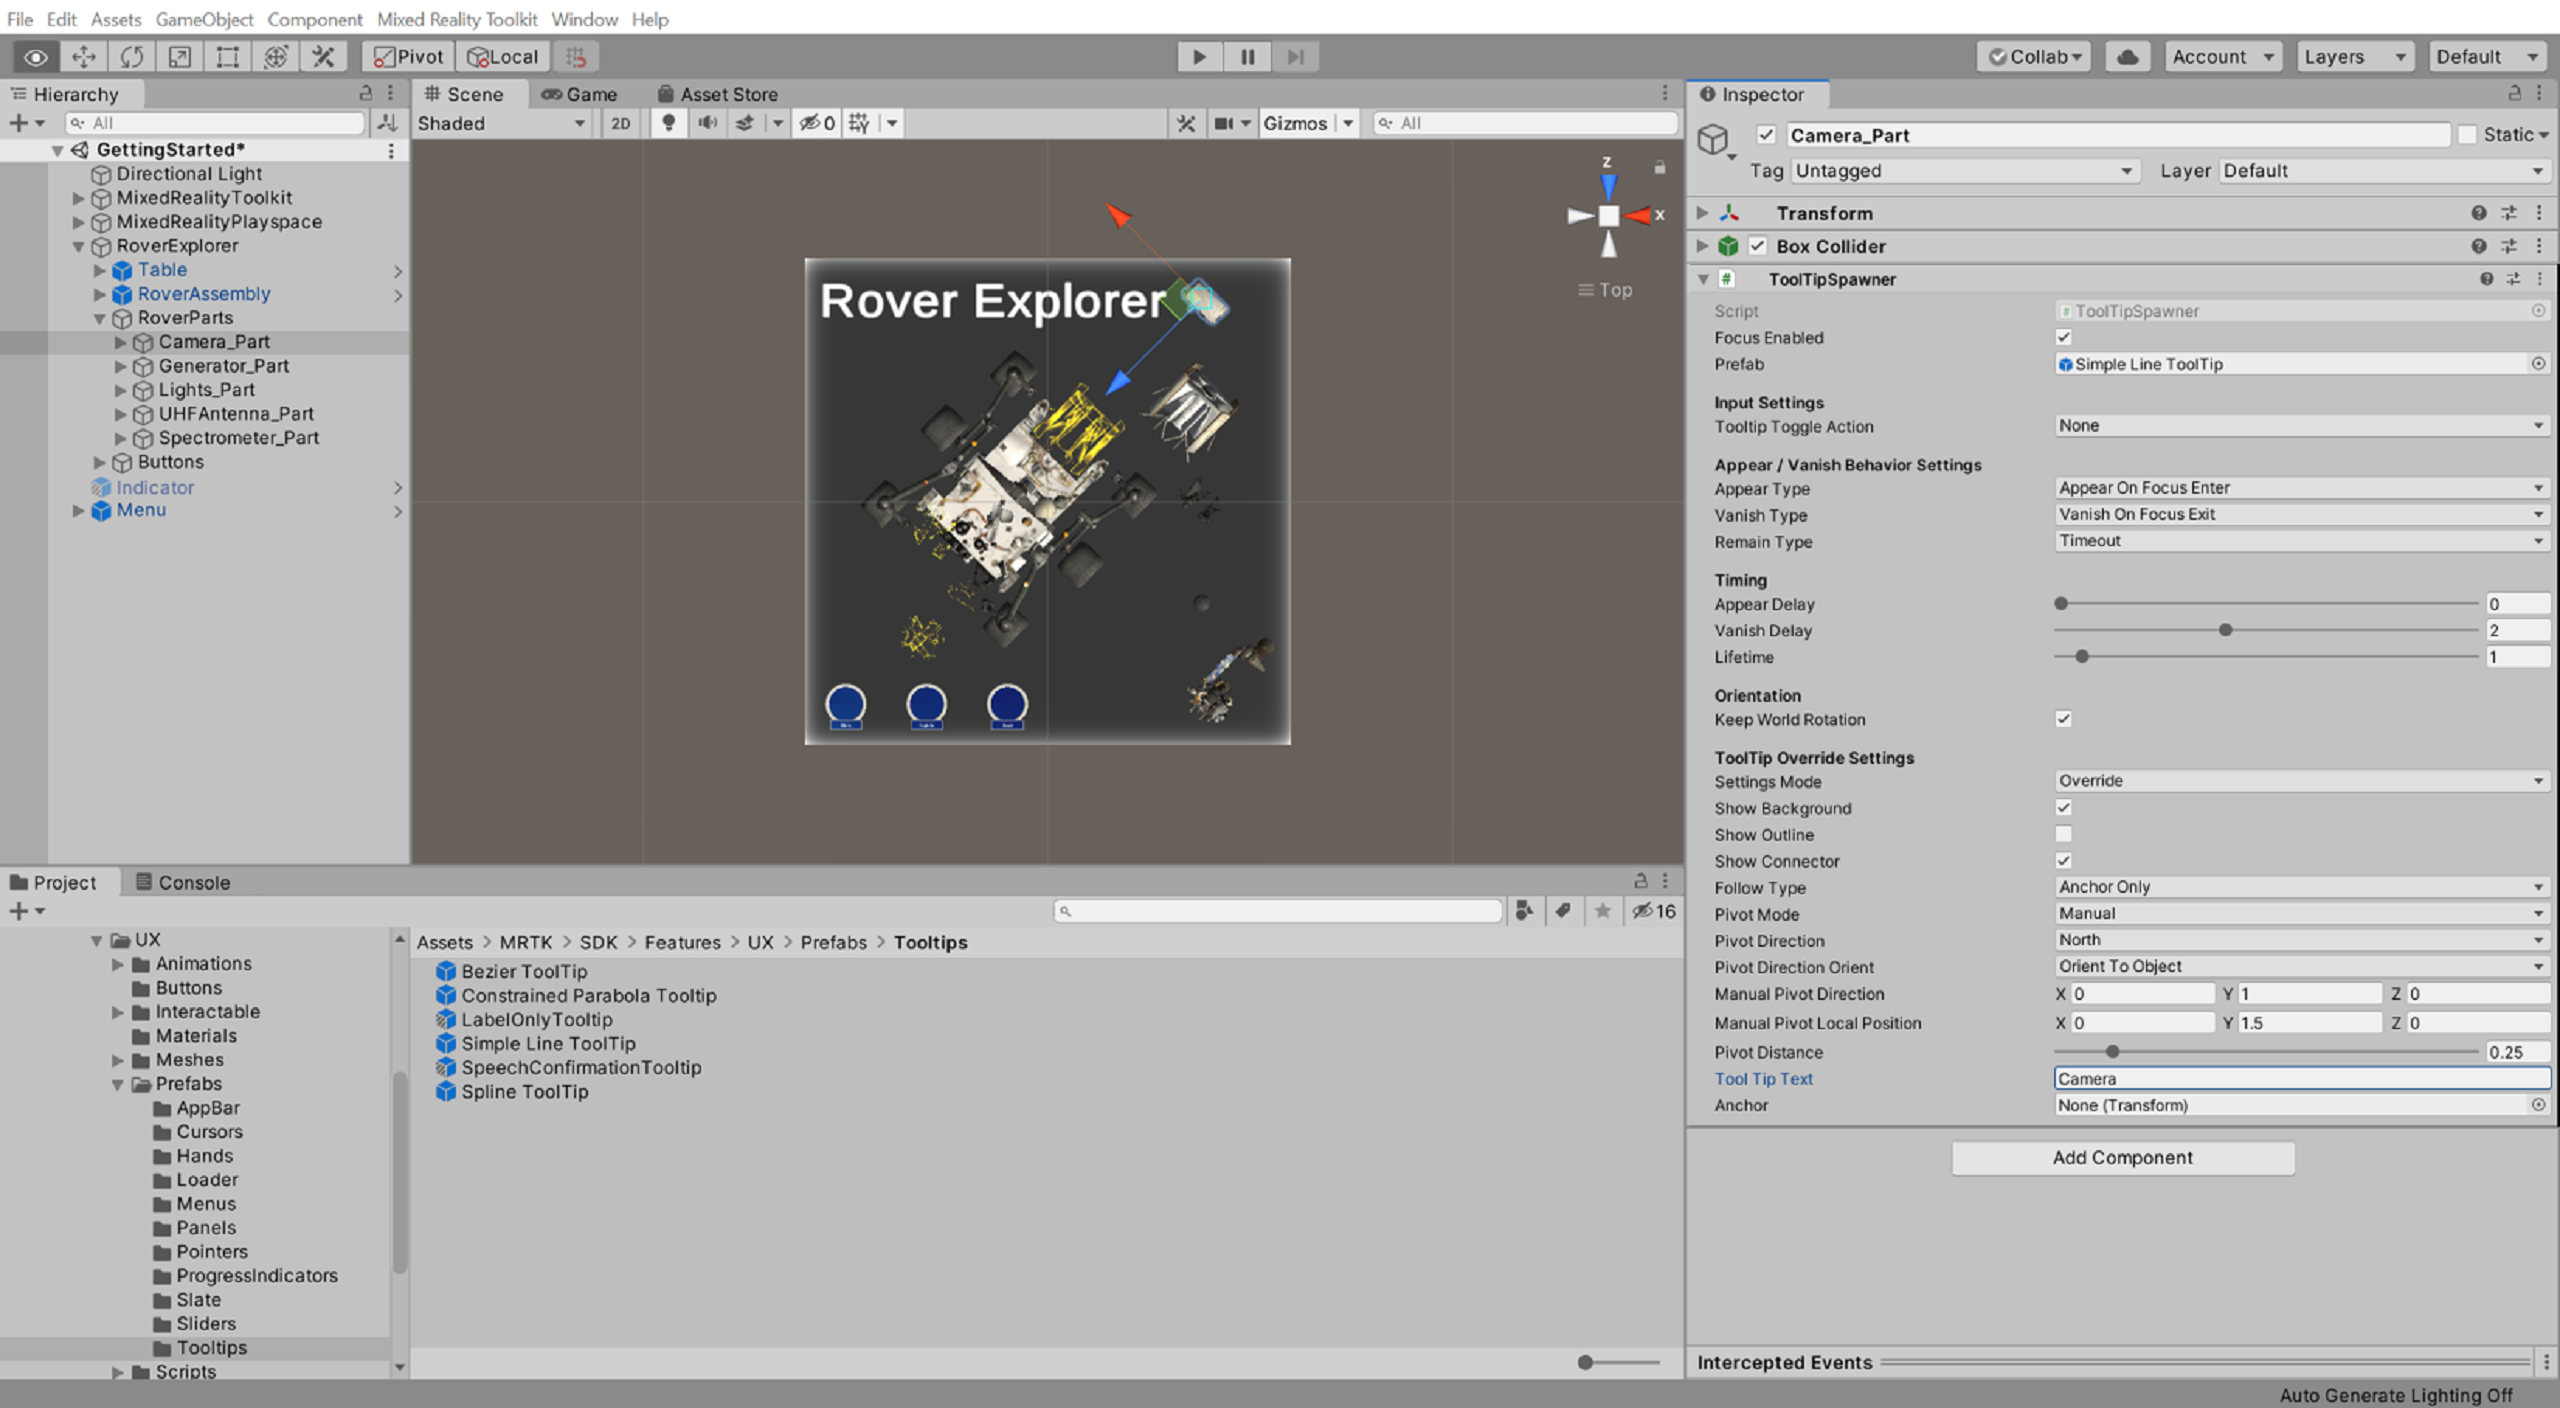 File Edit Assets GameObject Component Mixed Reality Toolkit Window Help
Pivot Local Collab Account Layers Default
Hierarchy
All
GettingStarted*
Directional Light
MixedRealityToolkit
MixedRealityPlayspace
RoverExplorer
Table
RoverAssembly
RoverParts
Camera_Part
Generator_Part
Lights_Part
UHFAntenna_Part
Spectrometer_Part
Buttons
Indicator
Menu
Scene Game Asset Store
Shaded 2D 0 Gizmos All
z
x
Top
Rover Explorer
Project Console
16
UX
Animations
Buttons
Interactable
Materials
Meshes
Prefabs
AppBar
Cursors
Hands
Loader
Menus
Panels
Pointers
ProgressIndicators
Slate
Sliders
Tooltips
Scripts
Assets > MRTK > SDK > Features > UX > Prefabs > Tooltips
Bezier ToolTip
Constrained Parabola Tooltip
LabelOnlyTooltip
Simple Line ToolTip
SpeechConfirmationTooltip
Spline ToolTip
Inspector
Camera_Part Static
Tag Untagged Layer Default
Transform
Box Collider
# ToolTipSpawner
Script # ToolTipSpawner
Focus Enabled
Prefab Simple Line ToolTip
Input Settings
Tooltip Toggle Action None
Appear / Vanish Behavior Settings
Appear Type Appear On Focus Enter
Vanish Type Vanish On Focus Exit
Remain Type Timeout
Timing
Appear Delay 0
Vanish Delay 2
Lifetime 1
Orientation
Keep World Rotation
ToolTip Override Settings
Settings Mode Override
Show Background
Show Outline
Show Connector
Follow Type Anchor Only
Pivot Mode Manual
Pivot Direction North
Pivot Direction Orient Orient To Object
Manual Pivot Direction X 0 Y 1 Z 0
Manual Pivot Local Position X 0 Y 1.5 Z 0
Pivot Distance 0.25
Tool Tip Text Camera
Anchor None (Transform)
Add Component
Intercepted Events
Auto Generate Lighting Off